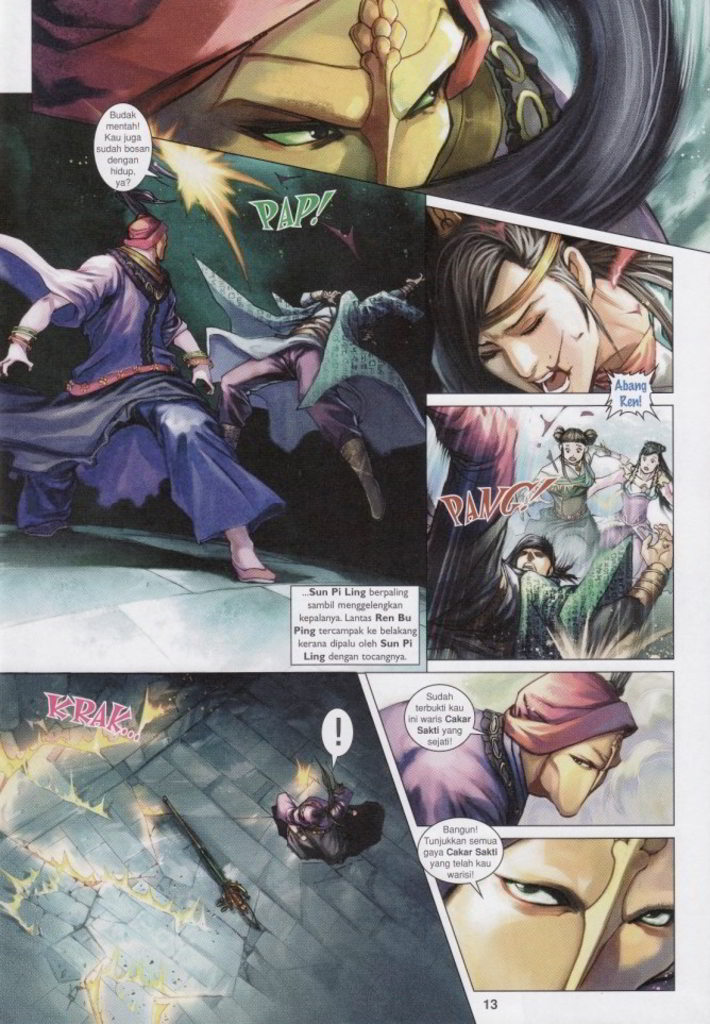 Budak
mentah!
Kau juga
sudah bosan
dengan
hidup,
ya?
PAP!
Abang
Ren!
PANG!
...Sun Pi Ling berpaling
sambil menggelengkan
kepalanya. Lantas Ren Bu
Ping tercampak ke belakang
kerana dipalu oleh Sun Pi
Ling dengan tocangnya.
KRAK...
!
Sudah
terbukti kau
ini waris Cakar
Sakti yang
sejati!
Bangun!
Tunjukkan semua
gaya Cakar Sakti
yang telah kau
warisi!
13